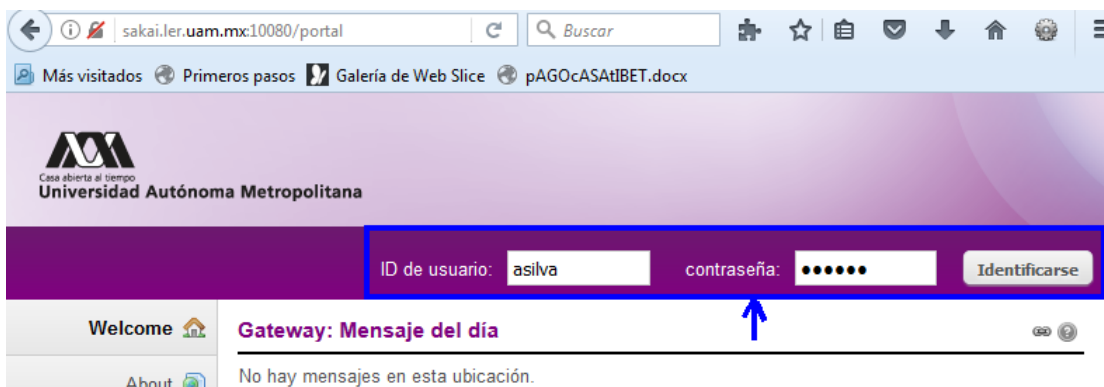 sakai.ler.uam.mx:10080/portal Buscar
Más visitados Primeros pasos Galería de Web Slice pAGOcASAtIBET.docx
Casa abierta al tiempo
Universidad Autónoma Metropolitana
ID de usuario: asilva contraseña: •••••• Identificarse
Welcome Gateway: Mensaje del día
About No hay mensajes en esta ubicación.